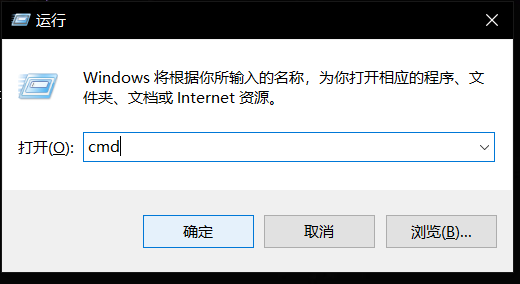 运行
Windows 将根据你所输入的名称，为你打开相应的程序、文
件夹、文档或 Internet 资源。
打开(O): cmd
确定 取消 浏览(B)...